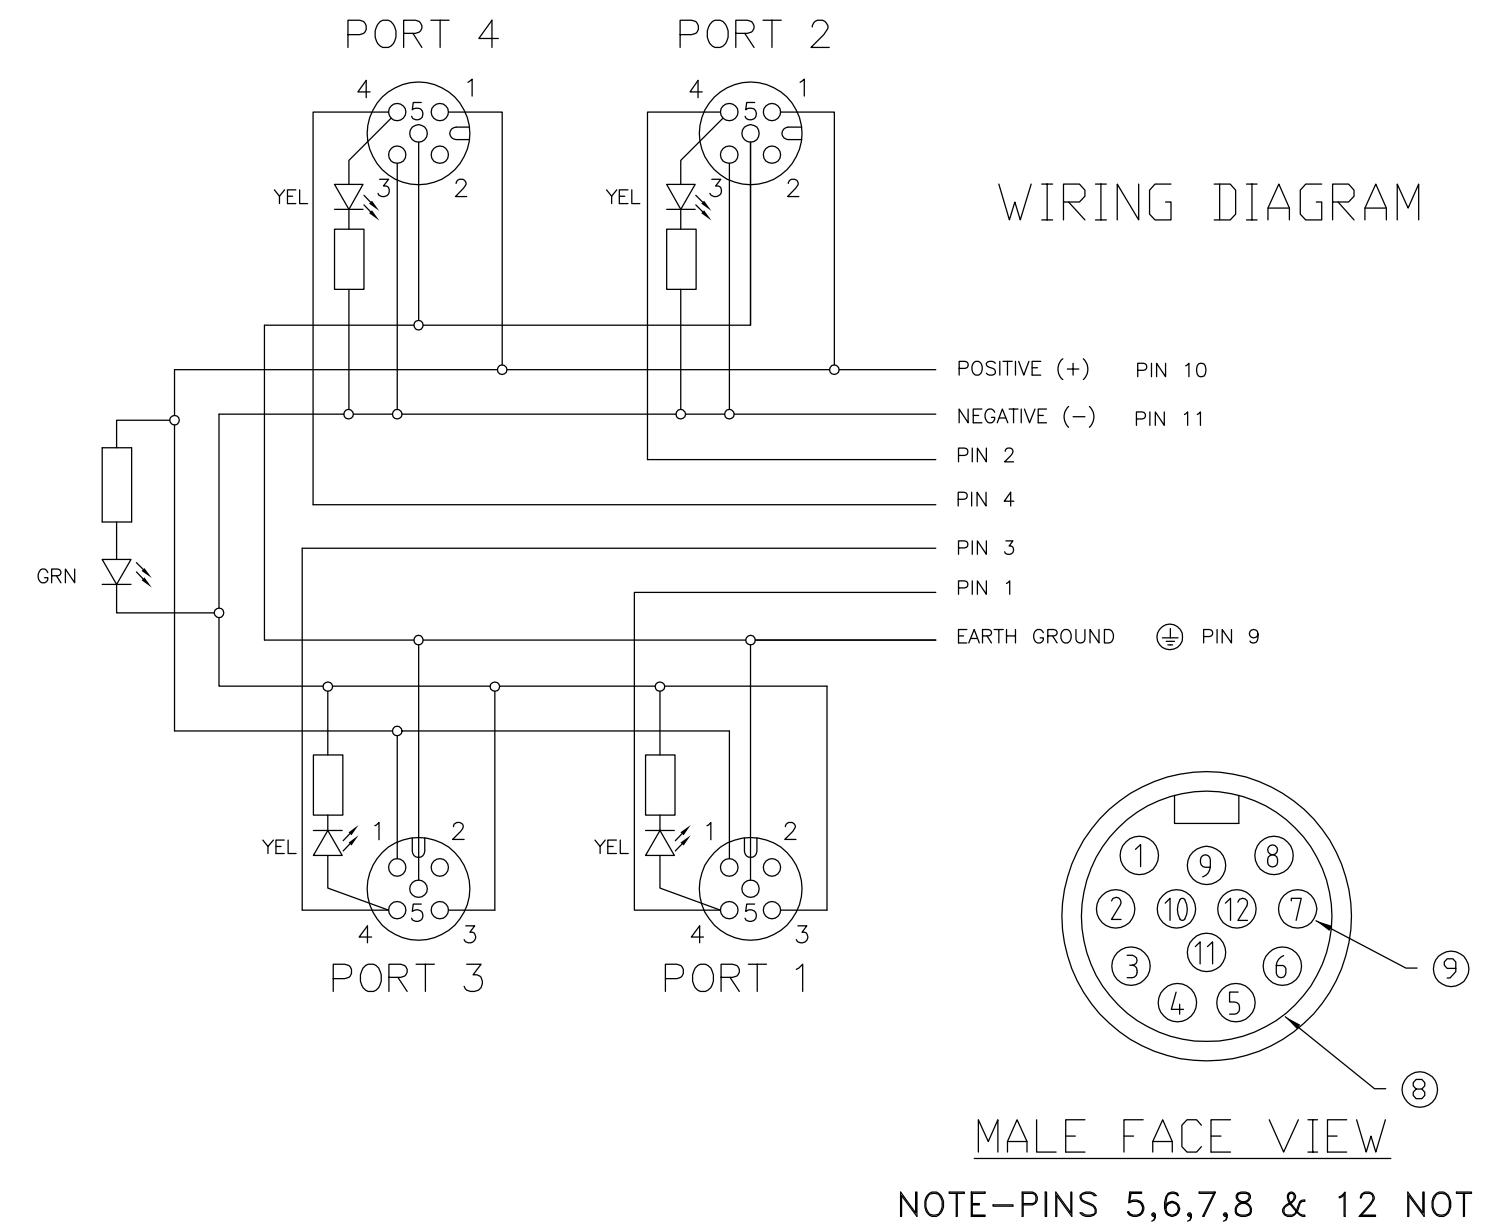 PORT 4 PORT 2
4 1 4 1
5 5
YEL 3 2 YEL 3 2
WIRING DIAGRAM
POSITIVE (+) PIN 10
NEGATIVE (−) PIN 11
PIN 2
PIN 4
PIN 3
GRN
PIN 1
EARTH GROUND PIN 9
1 2 1 2
YEL YEL
5 5
4 3 4 3
PORT 3 PORT 1
1 9 8
2 10 12 7
3 11 6
9
4 5
8
MALE FACE VIEW
NOTE−PINS 5,6,7,8 & 12 NOT